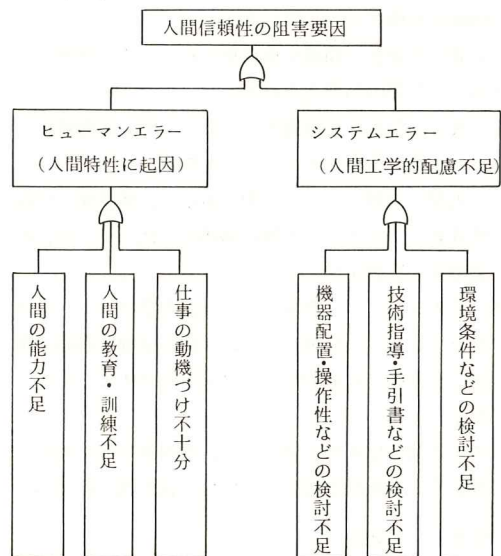 人間信頼性の阻害要因
ヒューマンエラー
(人間特性に起因)
システムエラー
(人間工学的配慮不足)
人間の能力不足
人間の教育・訓練不足
仕事の動機づけ不十分
機器配置・操作性などの検討不足
技術指導・手引書などの検討不足
環境条件などの検討不足